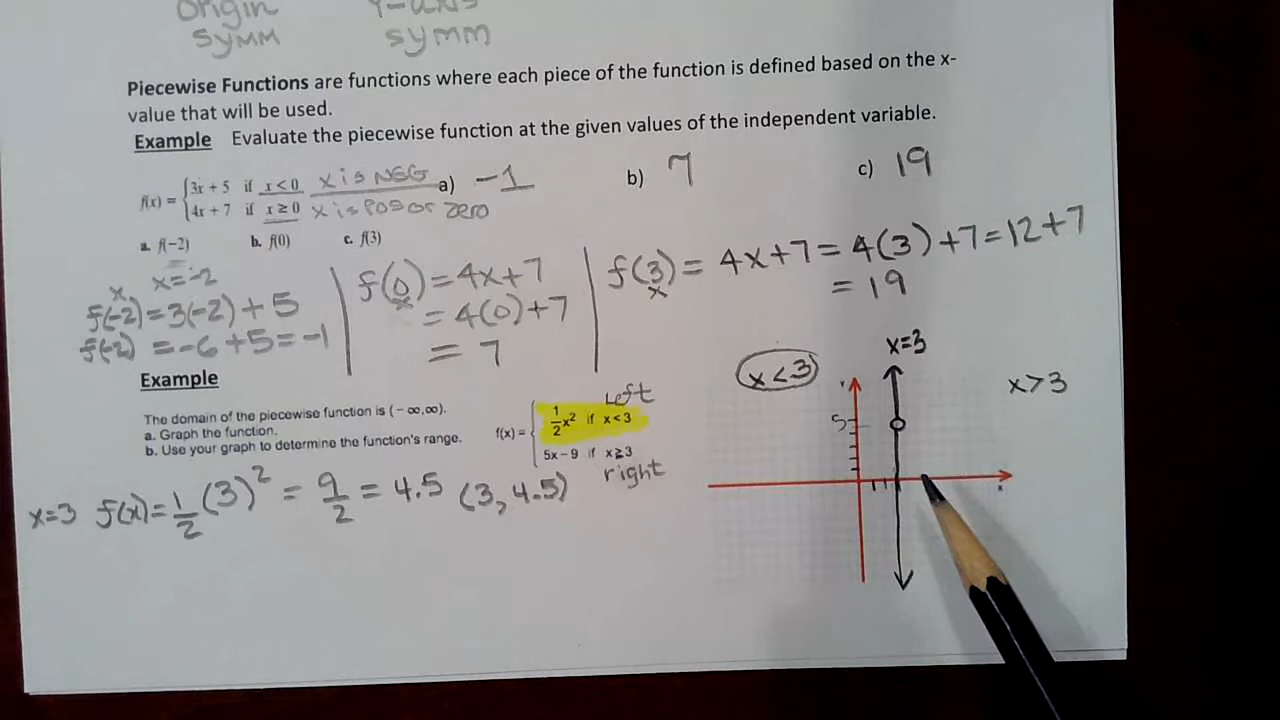 origin Y-axis
symm symm
Piecewise Functions are functions where each piece of the function is defined based on the x-
value that will be used.
Example Evaluate the piecewise function at the given values of the independent variable.
f(x) = { 3x + 5 if x < 0 x is NEG a) -1 b) 7 c) 19
4x + 7 if x ≥ 0 x is POS or zero
a. f(-2) b. f(0) c. f(3)
x x=-2
f(-2)=3(-2)+5
f(-2) =-6+5=-1
f(0)=4x+7
x
=4(0)+7
= 7
f(3)= 4x+7=4(3)+7=12+7
x
= 19
Example
The domain of the piecewise function is (-∞,∞).
a. Graph the function.
b. Use your graph to determine the function's range.
Left
f(x) = { 1/2 x² if x < 3
5x - 9 if x ≥ 3
right
x=3 f(x)=1/2 (3)² = 9/2 = 4.5 (3, 4.5)
x<3 x=3 x>3
5
x